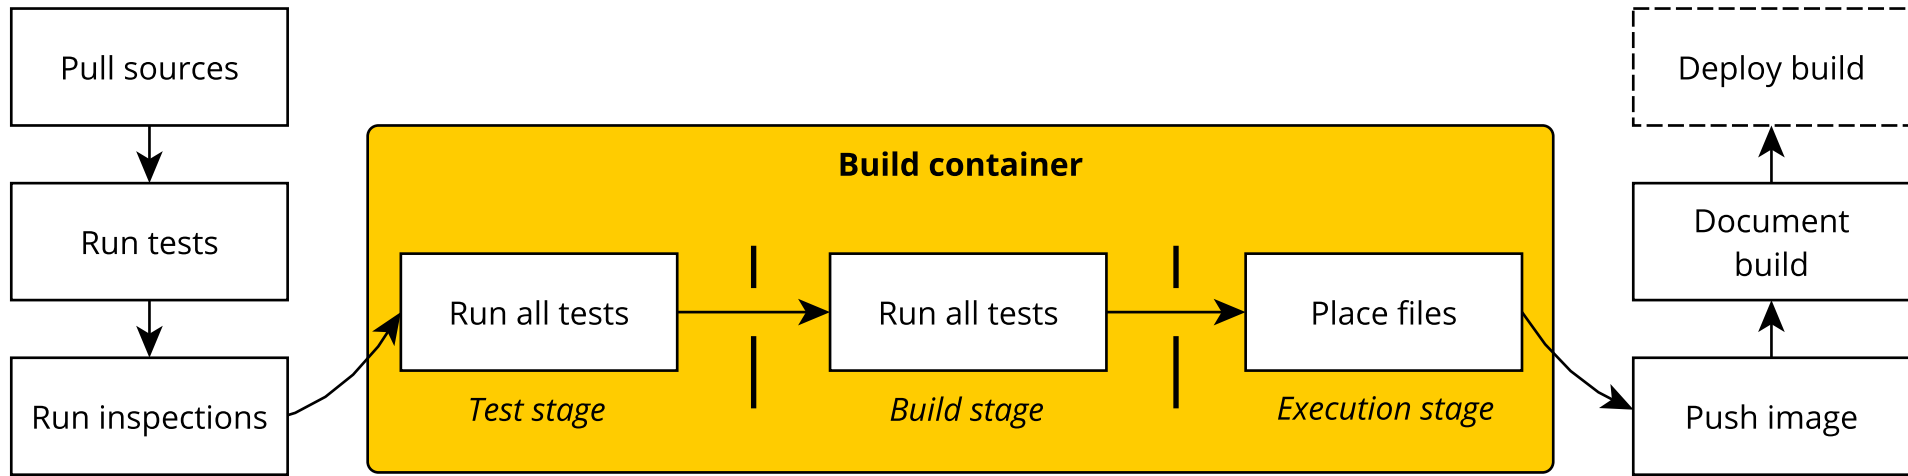 Pull sources
Run tests
Run inspections
Build container
Run all tests
Test stage
Run all tests
Build stage
Place files
Execution stage
Push image
Document
build
Deploy build